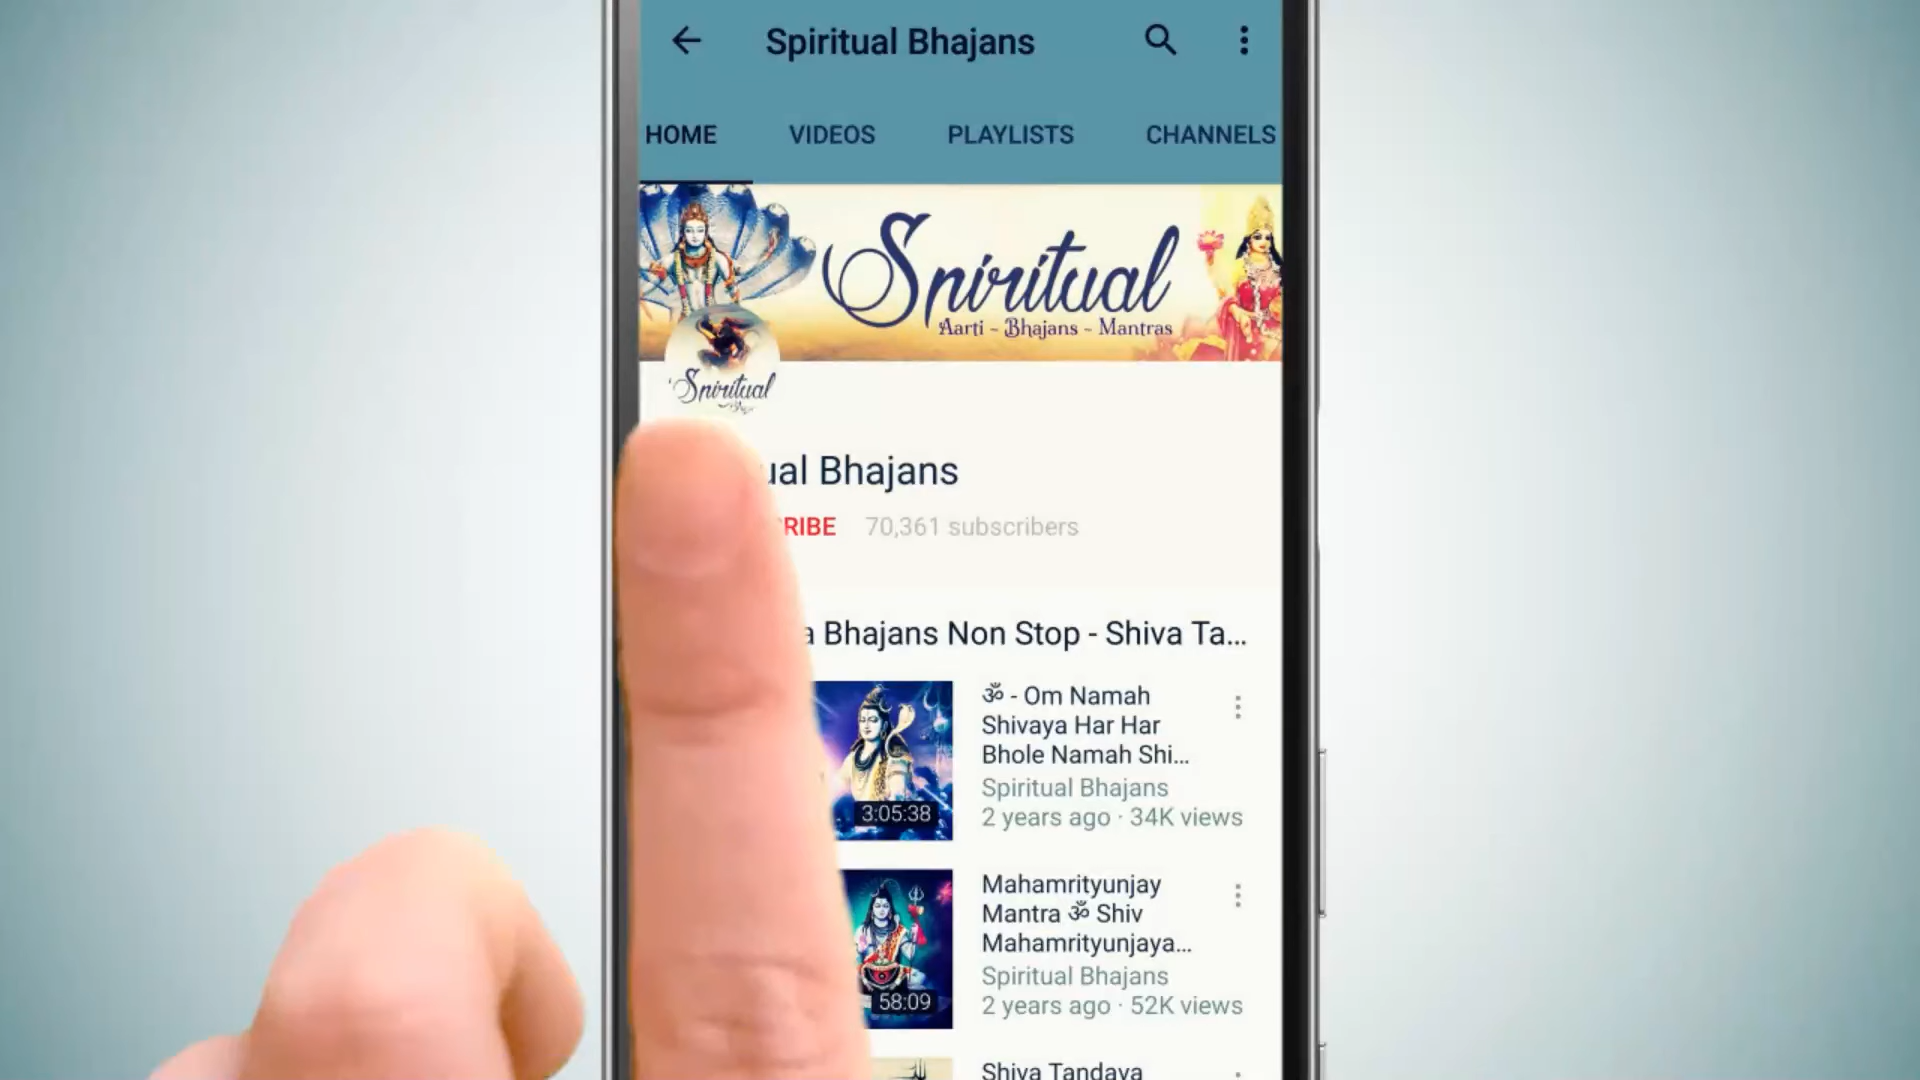 Spiritual Bhajans
HOME VIDEOS PLAYLISTS CHANNELS
Spiritual
Aarti ~ Bhajans ~ Mantras
Spiritual
ual Bhajans
RIBE 70,361 subscribers
a Bhajans Non Stop - Shiva Ta...
ॐ - Om Namah
Shivaya Har Har
Bhole Namah Shi...
Spiritual Bhajans
2 years ago · 34K views
3:05:38
Mahamrityunjay
Mantra ॐ Shiv
Mahamrityunjaya...
Spiritual Bhajans
2 years ago · 52K views
58:09
Shiva Tandava